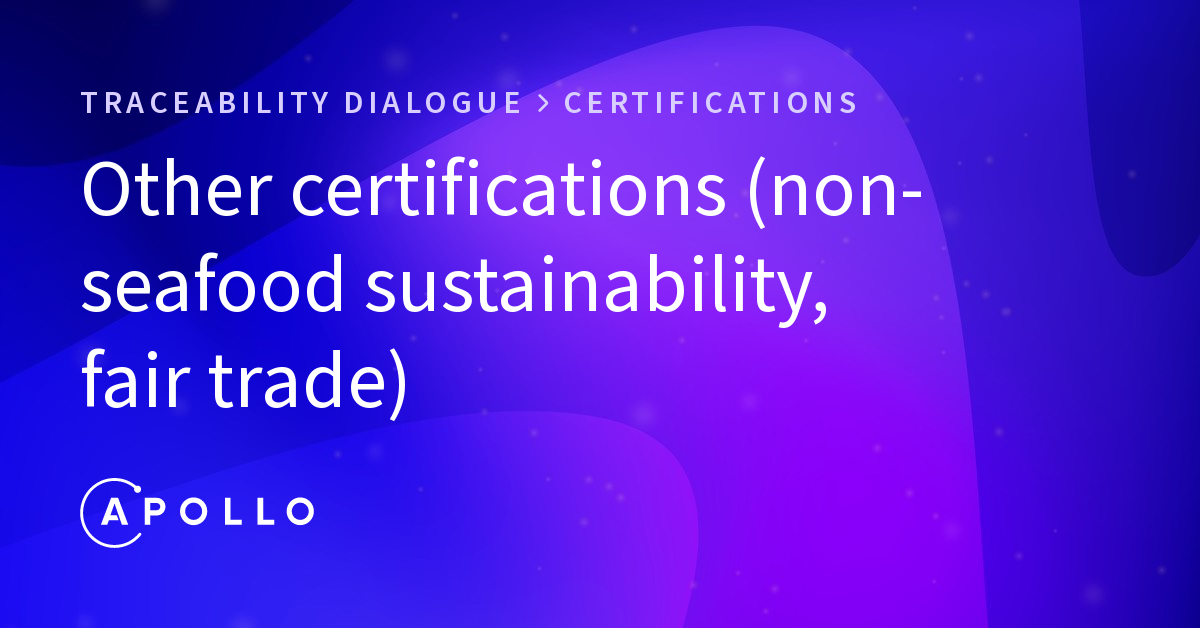 TRACEABILITY DIALOGUE > CERTIFICATIONS
Other certifications (non-
seafood sustainability,
fair trade)
APOLLO